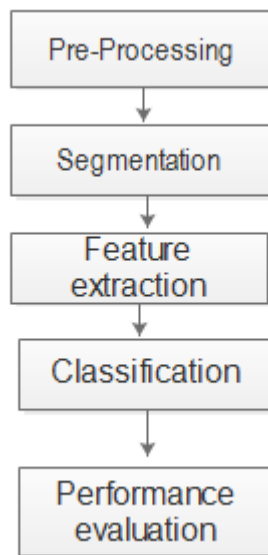 Pre-Processing
Segmentation
Feature
extraction
Classification
Performance
evaluation